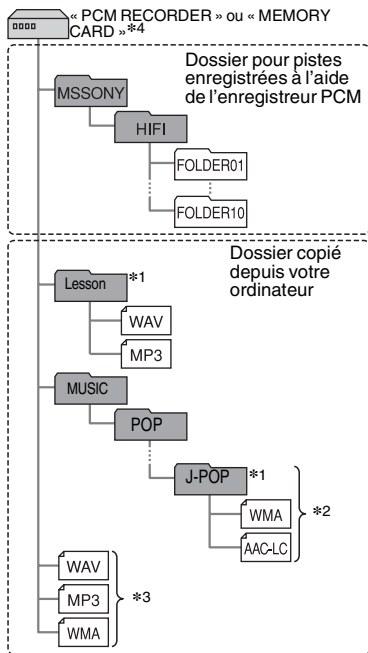 « PCM RECORDER » ou « MEMORY
CARD »*4
Dossier pour pistes
enregistrées à l'aide
de l'enregistreur PCM
MSSONY
HIFI
FOLDER01
FOLDER10
Dossier copié
depuis votre
ordinateur
Lesson *1
WAV
MP3
MUSIC
POP
J-POP *1
WMA
*2
AAC-LC
WAV
MP3 *3
WMA